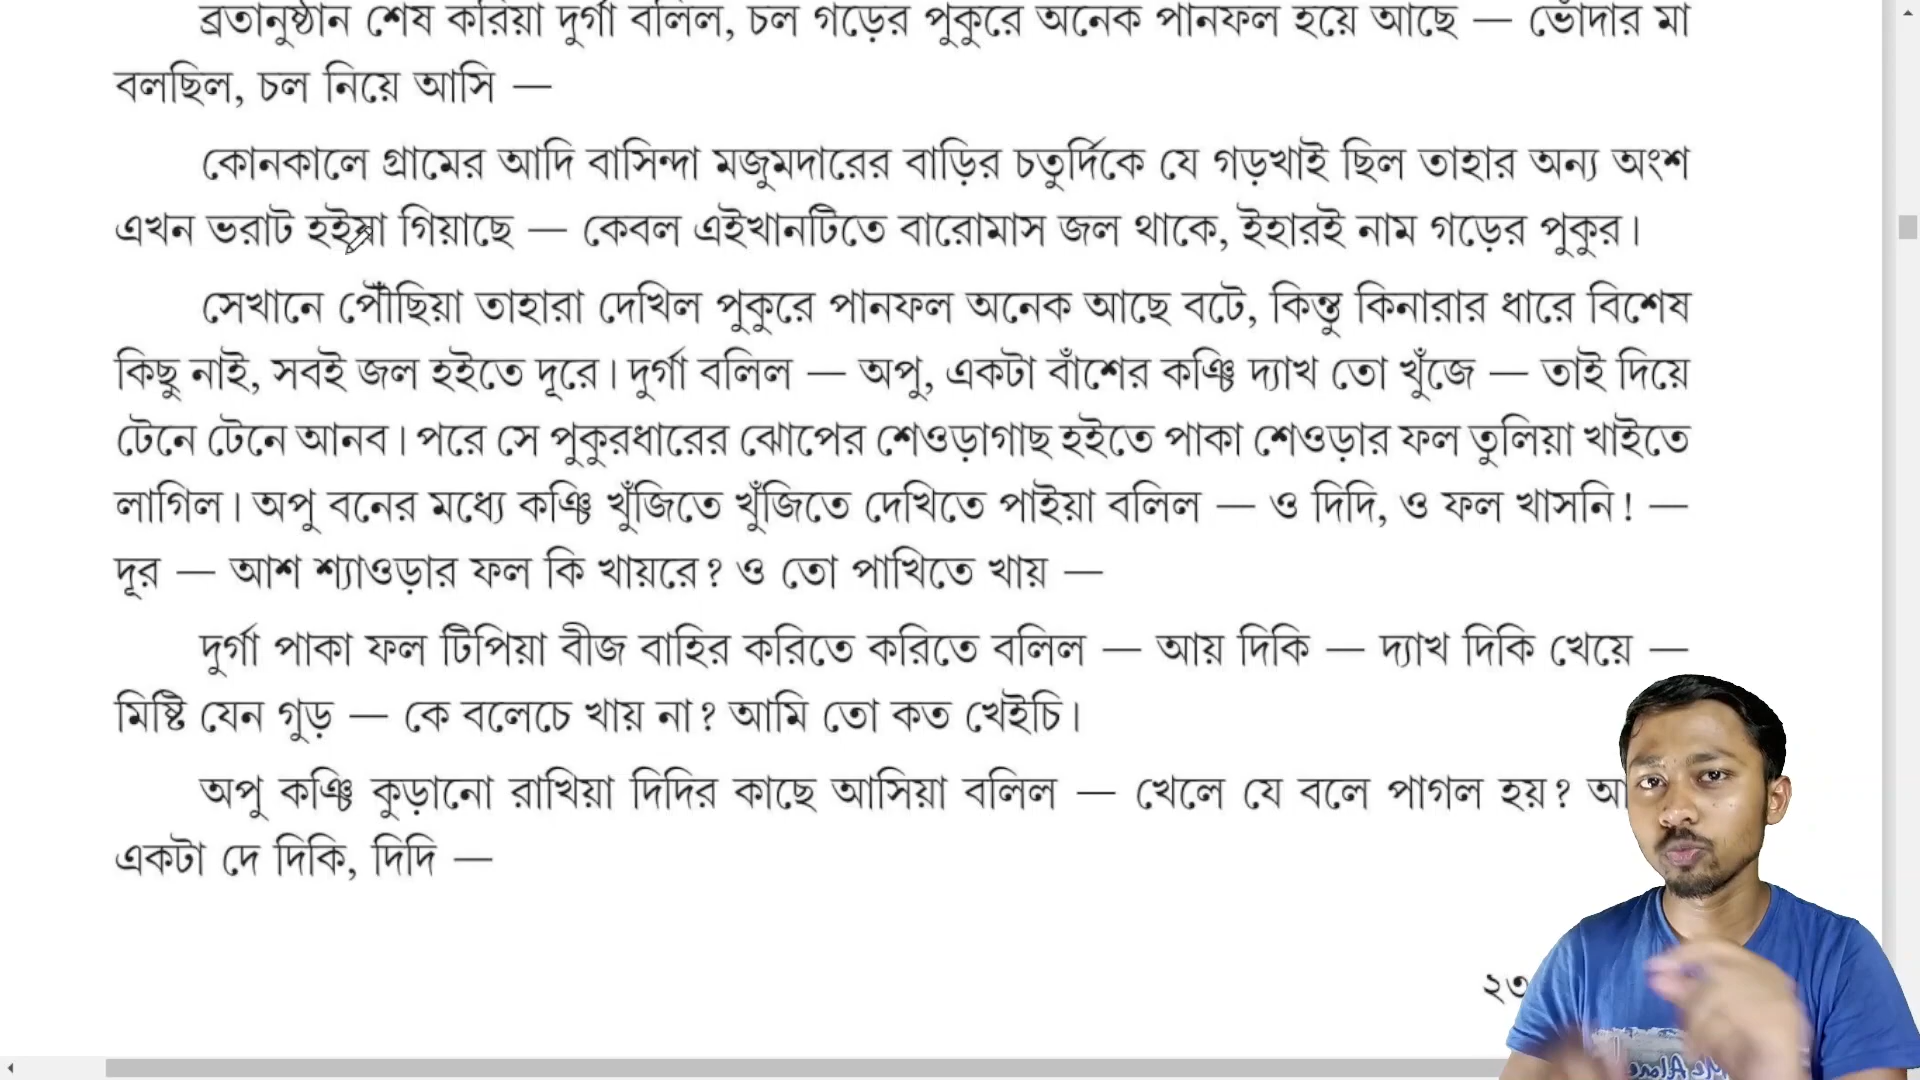 ব্রতানুষ্ঠান শেষ করিয়া দুর্গা বলিল, চল গড়ের পুকুরে অনেক পানফল হয়ে আছে — ভোঁদার মা
বলছিল, চল নিয়ে আসি —
কোনকালে গ্রামের আদি বাসিন্দা মজুমদারের বাড়ির চতুর্দিকে যে গড়খাই ছিল তাহার অন্য অংশ
এখন ভরাট হইয়া গিয়াছে — কেবল এইখানটিতে বারোমাস জল থাকে, ইহারই নাম গড়ের পুকুর।
সেখানে পৌঁছিয়া তাহারা দেখিল পুকুরে পানফল অনেক আছে বটে, কিন্তু কিনারার ধারে বিশেষ
কিছু নাই, সবই জল হইতে দূরে। দুর্গা বলিল — অপু, একটা বাঁশের কঞ্চি দ্যাখ তো খুঁজে — তাই দিয়ে
টেনে টেনে আনব। পরে সে পুকুরধারের ঝোপের শেওড়াগাছ হইতে পাকা শেওড়ার ফল তুলিয়া খাইতে
লাগিল। অপু বনের মধ্যে কঞ্চি খুঁজিতে খুঁজিতে দেখিতে পাইয়া বলিল — ও দিদি, ও ফল খাসনি! —
দূর — আশ শ্যাওড়ার ফল কি খায়রে? ও তো পাখিতে খায় —
দুর্গা পাকা ফল টিপিয়া বীজ বাহির করিতে করিতে বলিল — আয় দিকি — দ্যাখ দিকি খেয়ে —
মিষ্টি যেন গুড় — কে বলেচে খায় না? আমি তো কত খেইচি।
অপু কঞ্চি কুড়ানো রাখিয়া দিদির কাছে আসিয়া বলিল — খেলে যে বলে পাগল হয়?
একটা দে দিকি, দিদি —